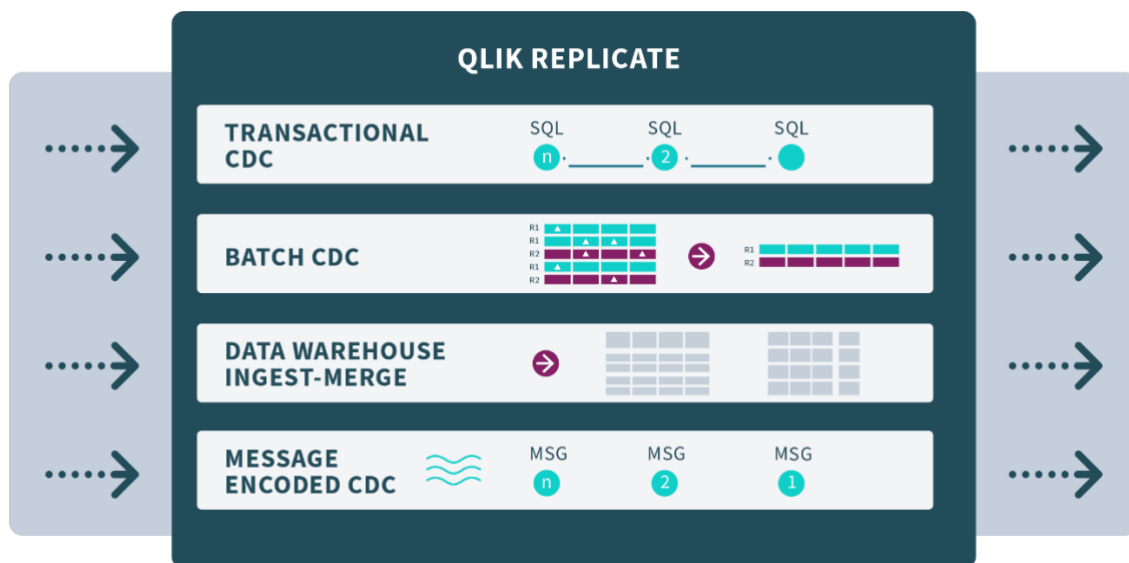 QLIK REPLICATE
TRANSACTIONAL
CDC
SQL SQL SQL
n 2
BATCH CDC
R1
R1
R2
R1
R2
R1
R2
DATA WAREHOUSE
INGEST-MERGE
MESSAGE
ENCODED CDC
MSG MSG MSG
n 2 1